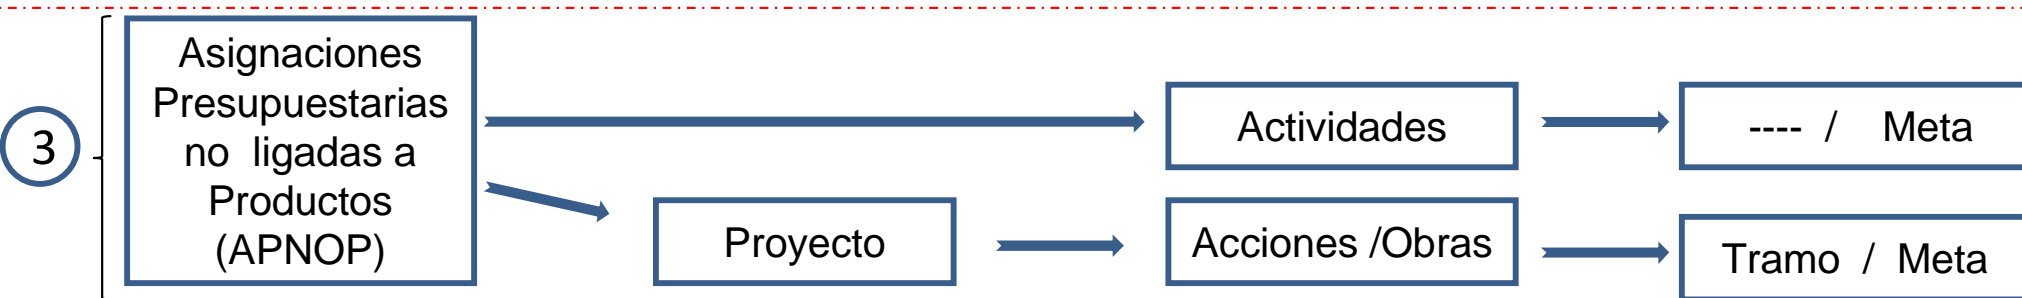 3
Asignaciones
Presupuestarias
no ligadas a
Productos
(APNOP)
Actividades
---- / Meta
Proyecto
Acciones /Obras
Tramo / Meta